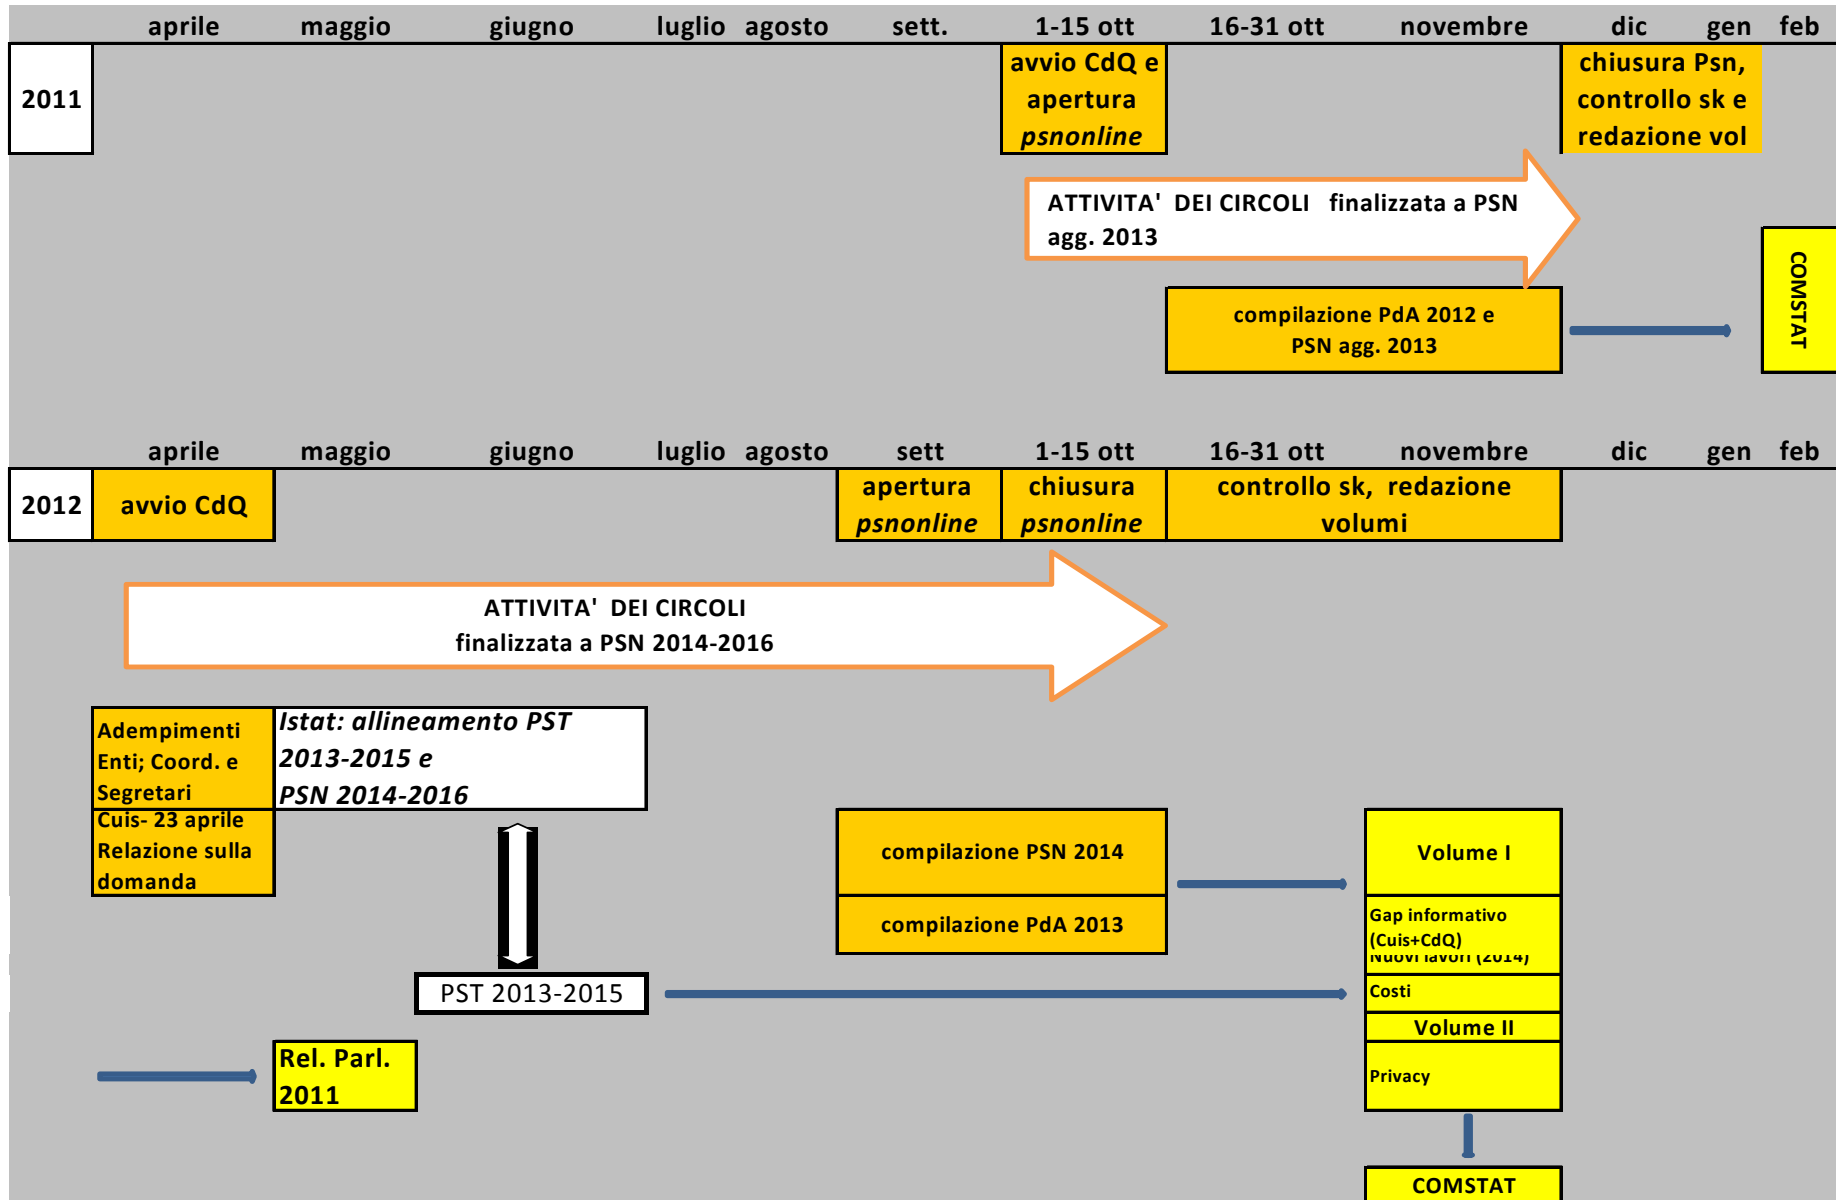 aprile maggio giugno luglio agosto sett. 1-15 ott 16-31 ott novembre dic gen feb
2011
avvio CdQ e
apertura
psnonline
chiusura Psn,
controllo sk e
redazione vol
ATTIVITA' DEI CIRCOLI finalizzata a PSN
agg. 2013
COMSTAT
compilazione PdA 2012 e
PSN agg. 2013
aprile maggio giugno luglio agosto sett 1-15 ott 16-31 ott novembre dic gen feb
2012
avvio CdQ
apertura
psnonline
chiusura
psnonline
controllo sk, redazione
volumi
ATTIVITA' DEI CIRCOLI
finalizzata a PSN 2014-2016
Adempimenti
Enti; Coord. e
Segretari
Istat: allineamento PST
2013-2015 e
PSN 2014-2016
Cuis- 23 aprile
Relazione sulla
domanda
compilazione PSN 2014
Volume I
compilazione PdA 2013
Gap informativo
(Cuis+CdQ)
Nuovi lavori (2014)
PST 2013-2015
Costi
Volume II
Rel. Parl.
2011
Privacy
COMSTAT